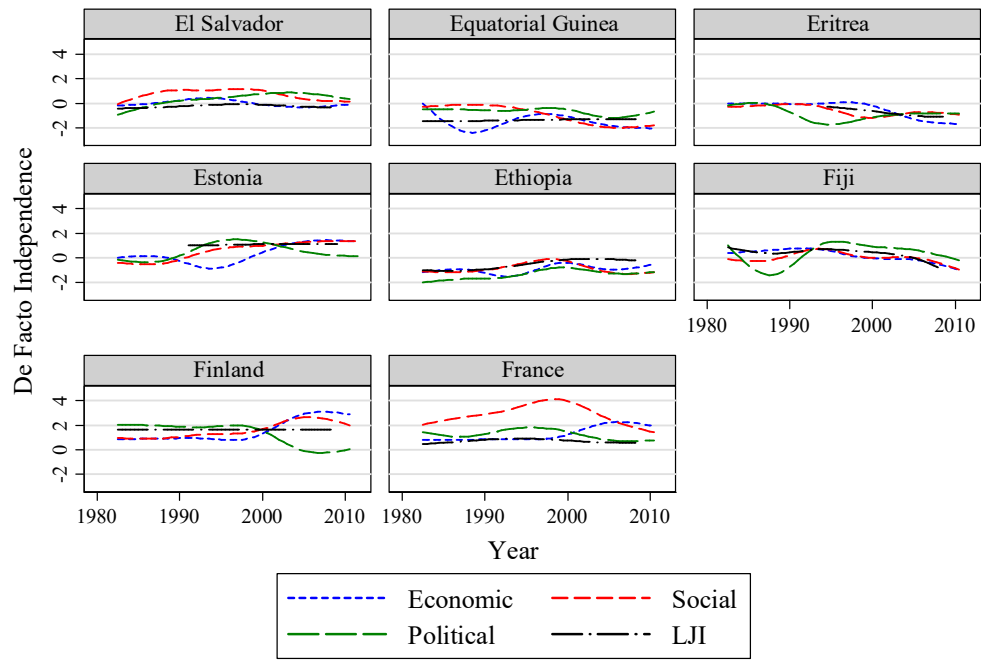 El Salvador
Equatorial Guinea
Eritrea
4
2
0
-2
Estonia
Ethiopia
Fiji
4
2
0
-2
1980 1990 2000 2010
Finland
France
4
2
0
-2
1980 1990 2000 2010
1980 1990 2000 2010
De Facto Independence
Year
Economic
Social
Political
LJI